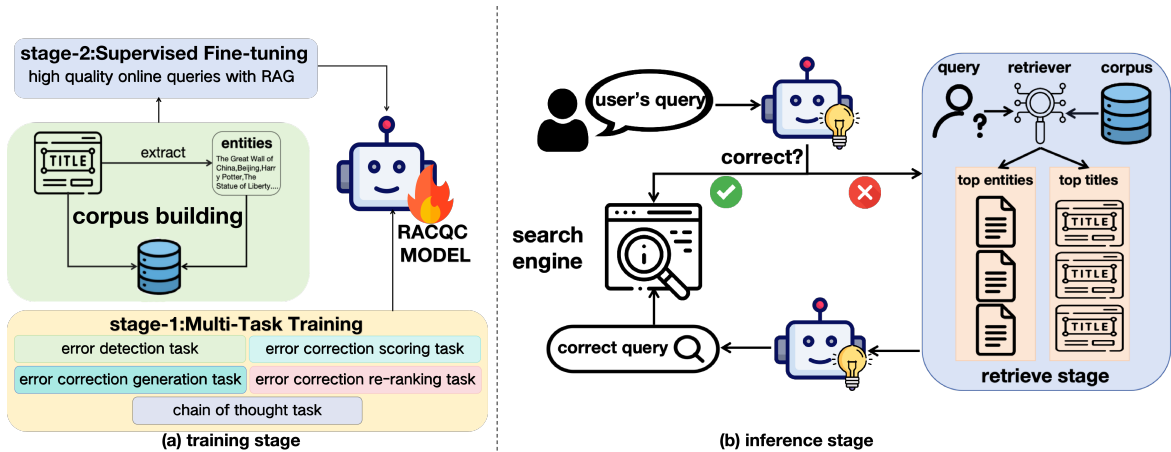 stage-2:Supervised Fine-tuning
high quality online queries with RAG
TITLE
extract
entities
The Great Wall of
China,Beijing,Harr
y Potter,The
Statue of Liberty....
corpus building
RACQC
MODEL
stage-1:Multi-Task Training
error detection task
error correction scoring task
error correction generation task
error correction re-ranking task
chain of thought task
(a) training stage
user's query
correct?
search
engine
correct query
query
retriever
corpus
?
top entities
top titles
TITLE
TITLE
TITLE
retrieve stage
(b) inference stage